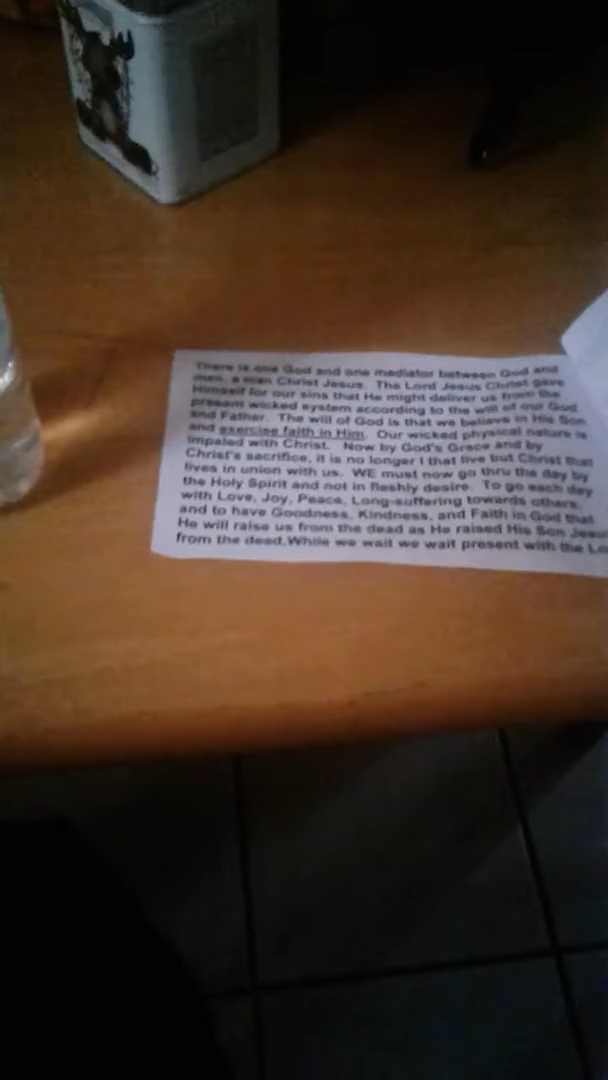 There is one God and one mediator between God and
men, a man Christ Jesus. The Lord Jesus Christ gave
Himself for our sins that He might deliver us from the
present wicked system according to the will of our God
and Father. The will of God is that we believe in His Son
and exercise faith in Him. Our wicked physical nature is
impaled with Christ. Now by God's Grace and by
Christ's sacrifice, it is no longer I that live but Christ that
lives in union with us. WE must now go thru the day by
the Holy Spirit and not in fleshly desire. To go each day
with Love, Joy, Peace, Long-suffering towards others,
and to have Goodness, Kindness, and Faith in God that
He will raise us from the dead as He raised His Son Jesus
from the dead.While we wait we wait present with the Lo